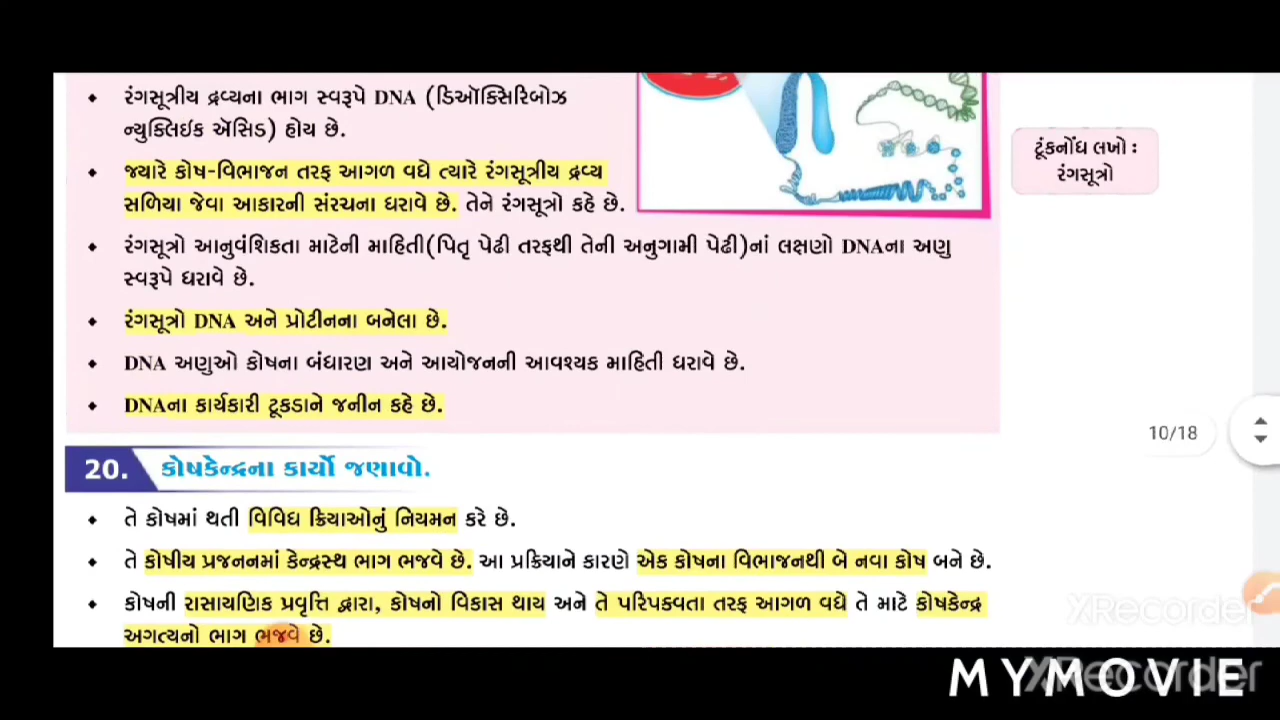 રંગસૂત્રીય દ્રવ્યના ભાગ સ્વરૂપે DNA (ડિઑક્સિરિબોઝ
ન્યુક્લિઇક ઍસિડ) હોય છે.
જ્યારે કોષ-વિભાજન તરફ આગળ વધે ત્યારે રંગસૂત્રીય દ્રવ્ય
સળિયા જેવા આકારની સંરચના ધરાવે છે. તેને રંગસૂત્રો કહે છે.
ટૂંકનોંધ લખો :
રંગસૂત્રો
રંગસૂત્રો આનુવંશિકતા માટેની માહિતી(પિતૃ પેઢી તરફથી તેની અનુગામી પેઢી)નાં લક્ષણો DNAના અણુ
સ્વરૂપે ધરાવે છે.
રંગસૂત્રો DNA અને પ્રોટીનના બનેલા છે.
DNA અણુઓ કોષના બંધારણ અને આયોજનની આવશ્યક માહિતી ધરાવે છે.
DNAના કાર્યકારી ટૂકડાને જનીન કહે છે.
10/18
20. કોષકેન્દ્રના કાર્યો જણાવો.
તે કોષમાં થતી વિવિધ ક્રિયાઓનું નિયમન કરે છે.
તે કોષીય પ્રજનનમાં કેન્દ્રસ્થ ભાગ ભજવે છે. આ પ્રક્રિયાને કારણે એક કોષના વિભાજનથી બે નવા કોષ બને છે.
કોષની રાસાયણિક પ્રવૃત્તિ દ્વારા, કોષનો વિકાસ થાય અને તે પરિપક્વતા તરફ આગળ વધે તે માટે કોષકેન્દ્ર
અગત્યનો ભાગ ભજવે છે.
XRecorder
XRecorder
MYMOVIE